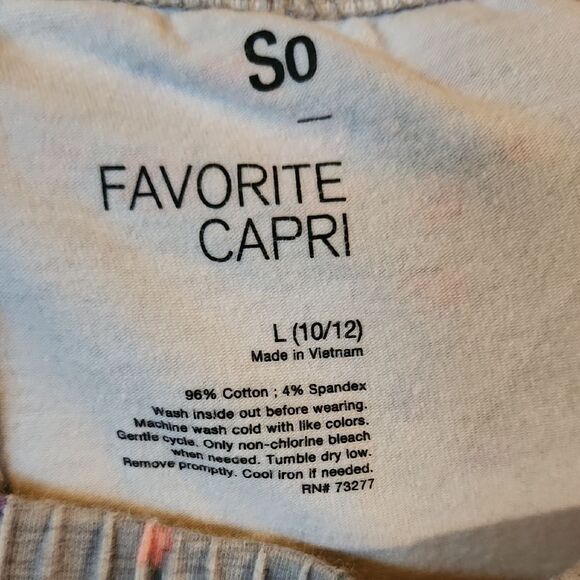 So
FAVORITE
CAPRI
L (10/12)
Made in Vietnam
96% Cotton ; 4% Spandex
Wash inside out before wearing.
Machine wash cold with like colors.
Gentle cycle. Only non-chlorine bleach
when needed. Tumble dry low.
Remove promptly. Cool iron if needed.
RN# 73277